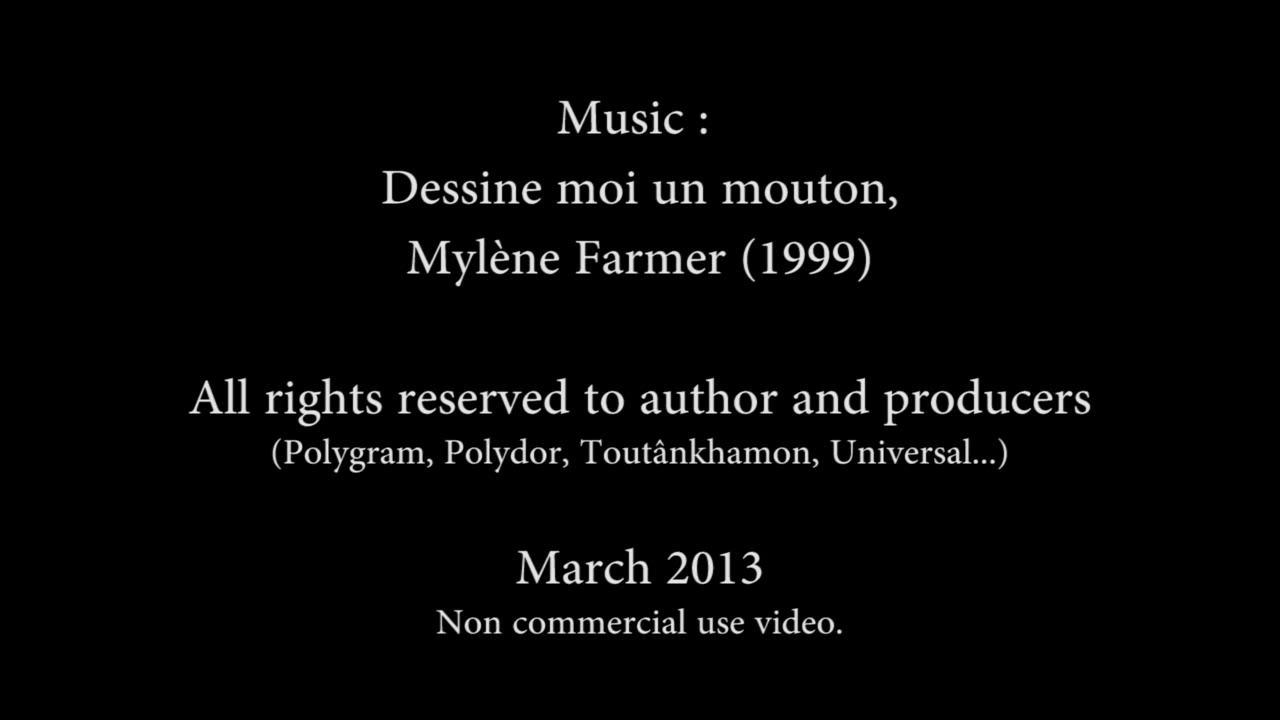 Music :
Dessine moi un mouton,
Mylène Farmer (1999)
All rights reserved to author and producers
(Polygram, Polydor, Toutânkhamon, Universal...)
March 2013
Non commercial use video.